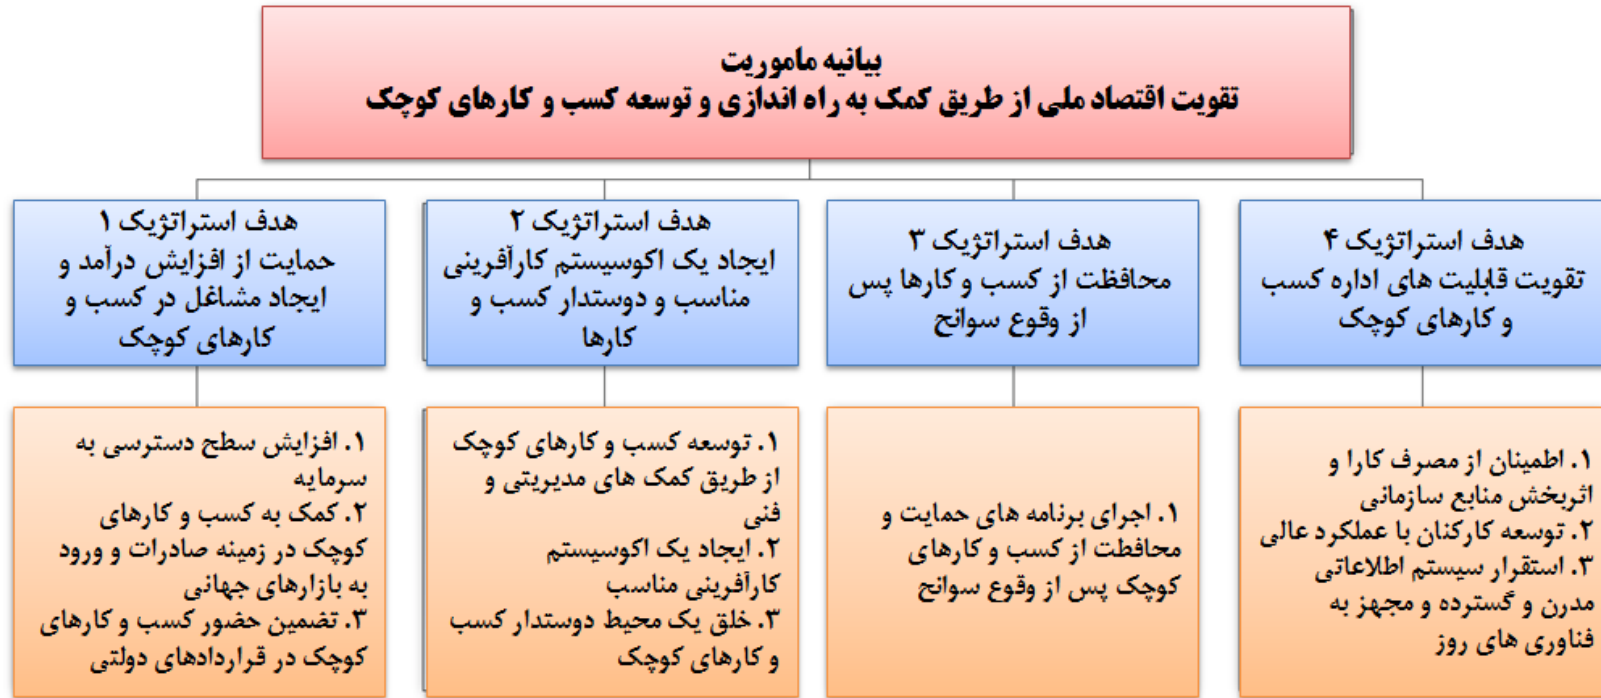 بیانیه ماموریت
تقویت اقتصاد ملی از طریق کمک به راه اندازی و توسعه کسب و کارهای کوچک
هدف استراتژیک ۱
حمایت از افزایش درآمد و
ایجاد مشاغل در کسب و
کارهای کوچک
هدف استراتژیک ۲
ایجاد یک اکوسیستم کارآفرینی
مناسب و دوستدار کسب و
کارها
هدف استراتژیک ۳
محافظت از کسب و کارها پس
از وقوع سوانح
هدف استراتژیک ۴
تقویت قابلیت های اداره کسب
و کارهای کوچک
۱. افزایش سطح دسترسی به
سرمایه
۲. کمک به کسب و کارهای
کوچک در زمینه صادرات و ورود
به بازارهای جهانی
۳. تضمین حضور کسب و کارهای
کوچک در قراردادهای دولتی
۱. توسعه کسب و کارهای کوچک
از طریق کمک های مدیریتی و
فنی
۲. ایجاد یک اکوسیستم
کارآفرینی مناسب
۳. خلق یک محیط دوستدار کسب
و کارهای کوچک
۱. اجرای برنامه های حمایت و
محافطت از کسب و کارهای
کوچک پس از وقوع سوانح
۱. اطمینان از مصرف کارا و
اثربخش منابع سازمانی
۲. توسعه کارکنان با عملکرد عالی
۳. استقرار سیستم اطلاعاتی
مدرن و گسترده و مجهز به
فناوری های روز